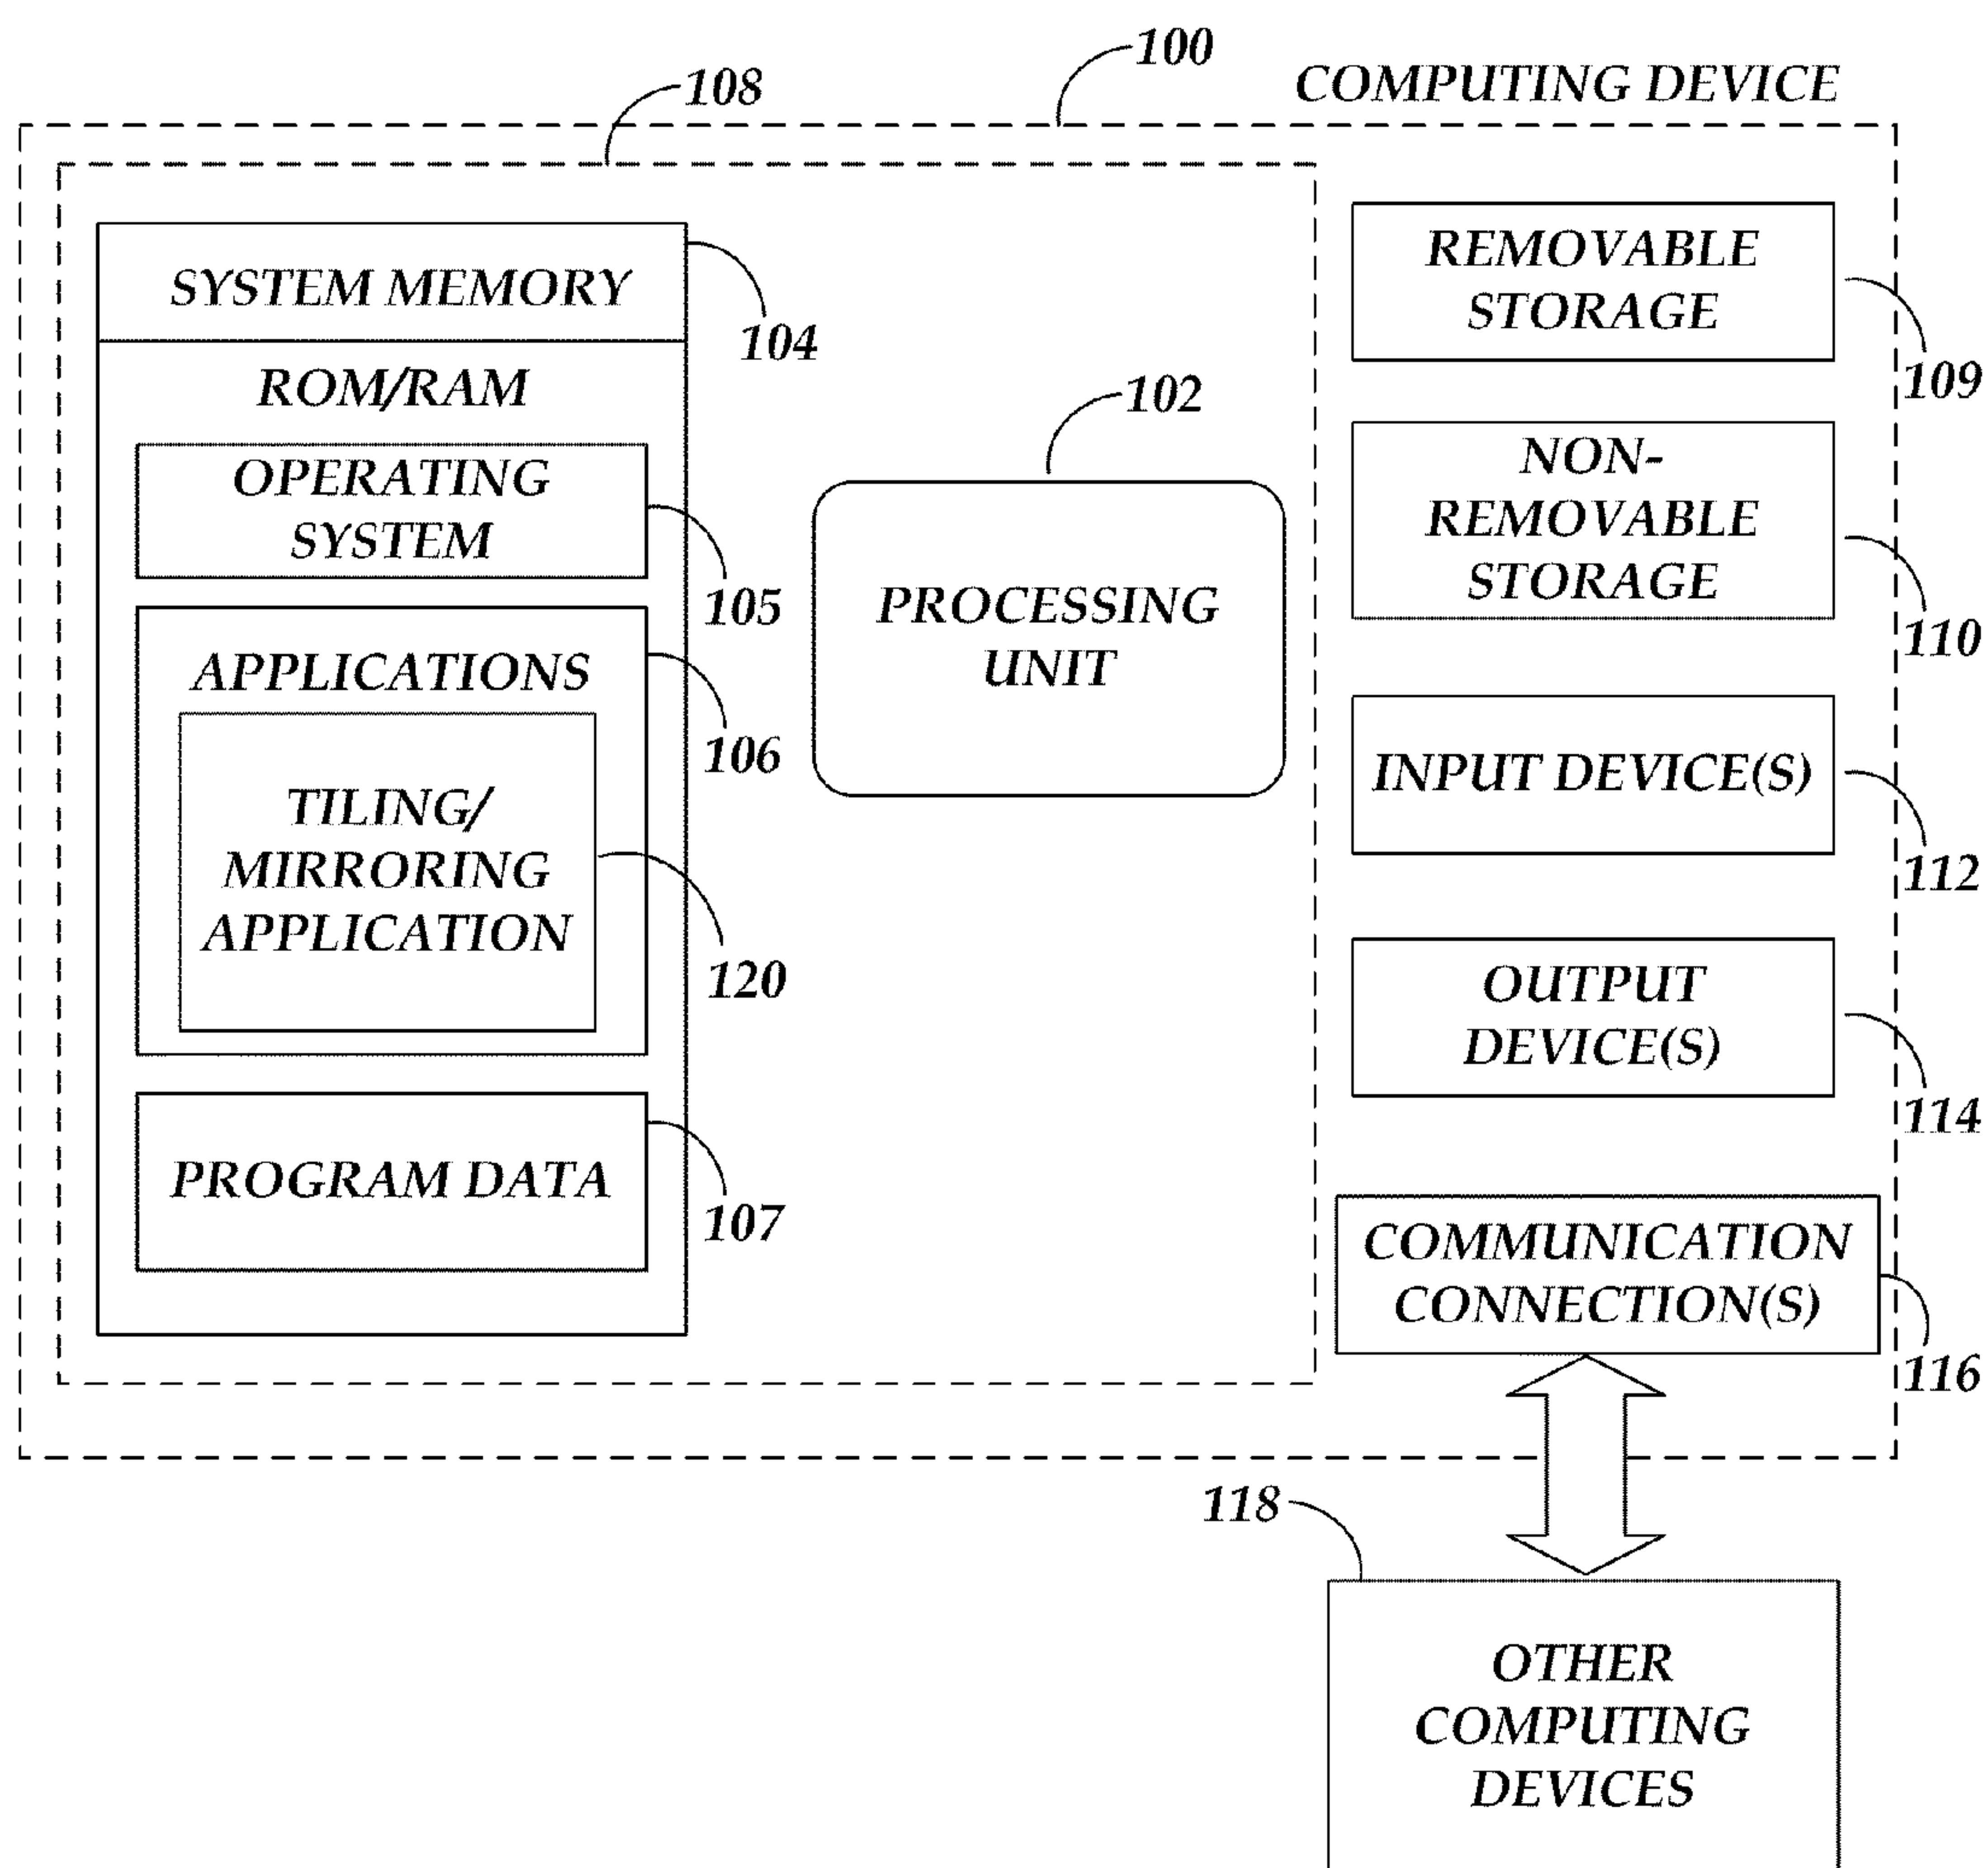 100
COMPUTING DEVICE
108
SYSTEM MEMORY
104
ROM/RAM
OPERATING
SYSTEM
105
APPLICATIONS
106
TILING/
MIRRORING
APPLICATION
120
PROGRAM DATA
107
102
PROCESSING
UNIT
REMOVABLE
STORAGE
109
NON-
REMOVABLE
STORAGE
110
INPUT DEVICE(S)
112
OUTPUT
DEVICE(S)
114
COMMUNICATION
CONNECTION(S)
116
118
OTHER
COMPUTING
DEVICES